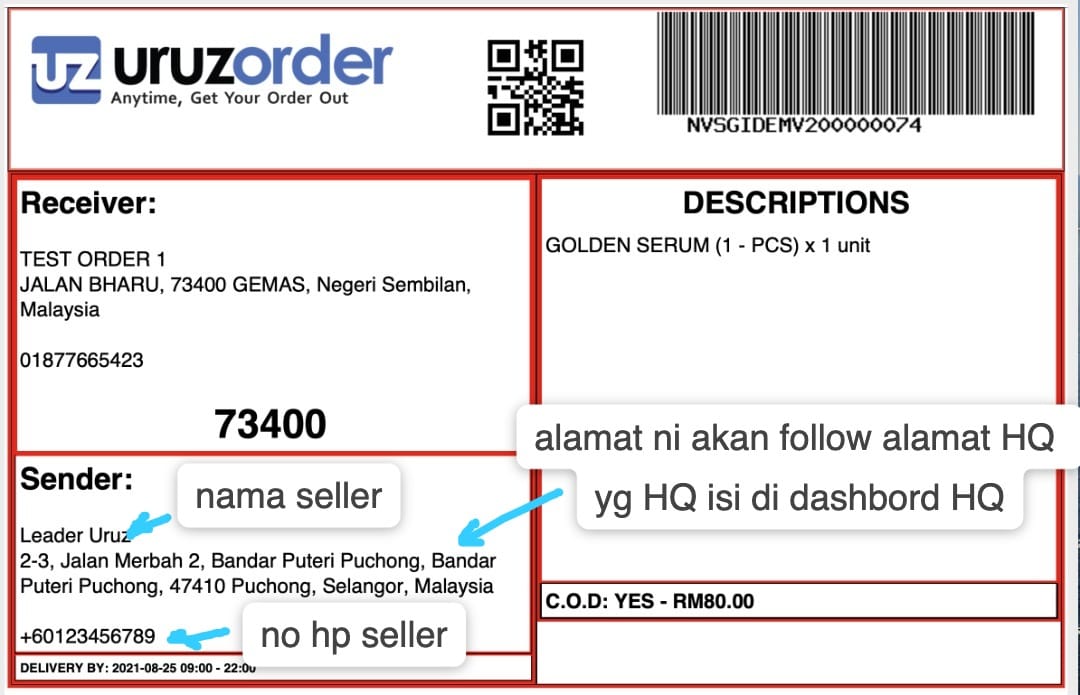 UZ uruzorder
Anytime, Get Your Order Out
NVSGIDEMV200000074
Receiver:
TEST ORDER 1
JALAN BHARU, 73400 GEMAS, Negeri Sembilan,
Malaysia
01877665423
73400
DESCRIPTIONS
GOLDEN SERUM (1 - PCS) x 1 unit
alamat ni akan follow alamat HQ
yg HQ isi di dashbord HQ
Sender:
nama seller
Leader Uruz
2-3, Jalan Merbah 2, Bandar Puteri Puchong, Bandar
Puteri Puchong, 47410 Puchong, Selangor, Malaysia
+60123456789
no hp seller
DELIVERY BY: 2021-08-25 09:00 - 22:00
C.O.D: YES - RM80.00